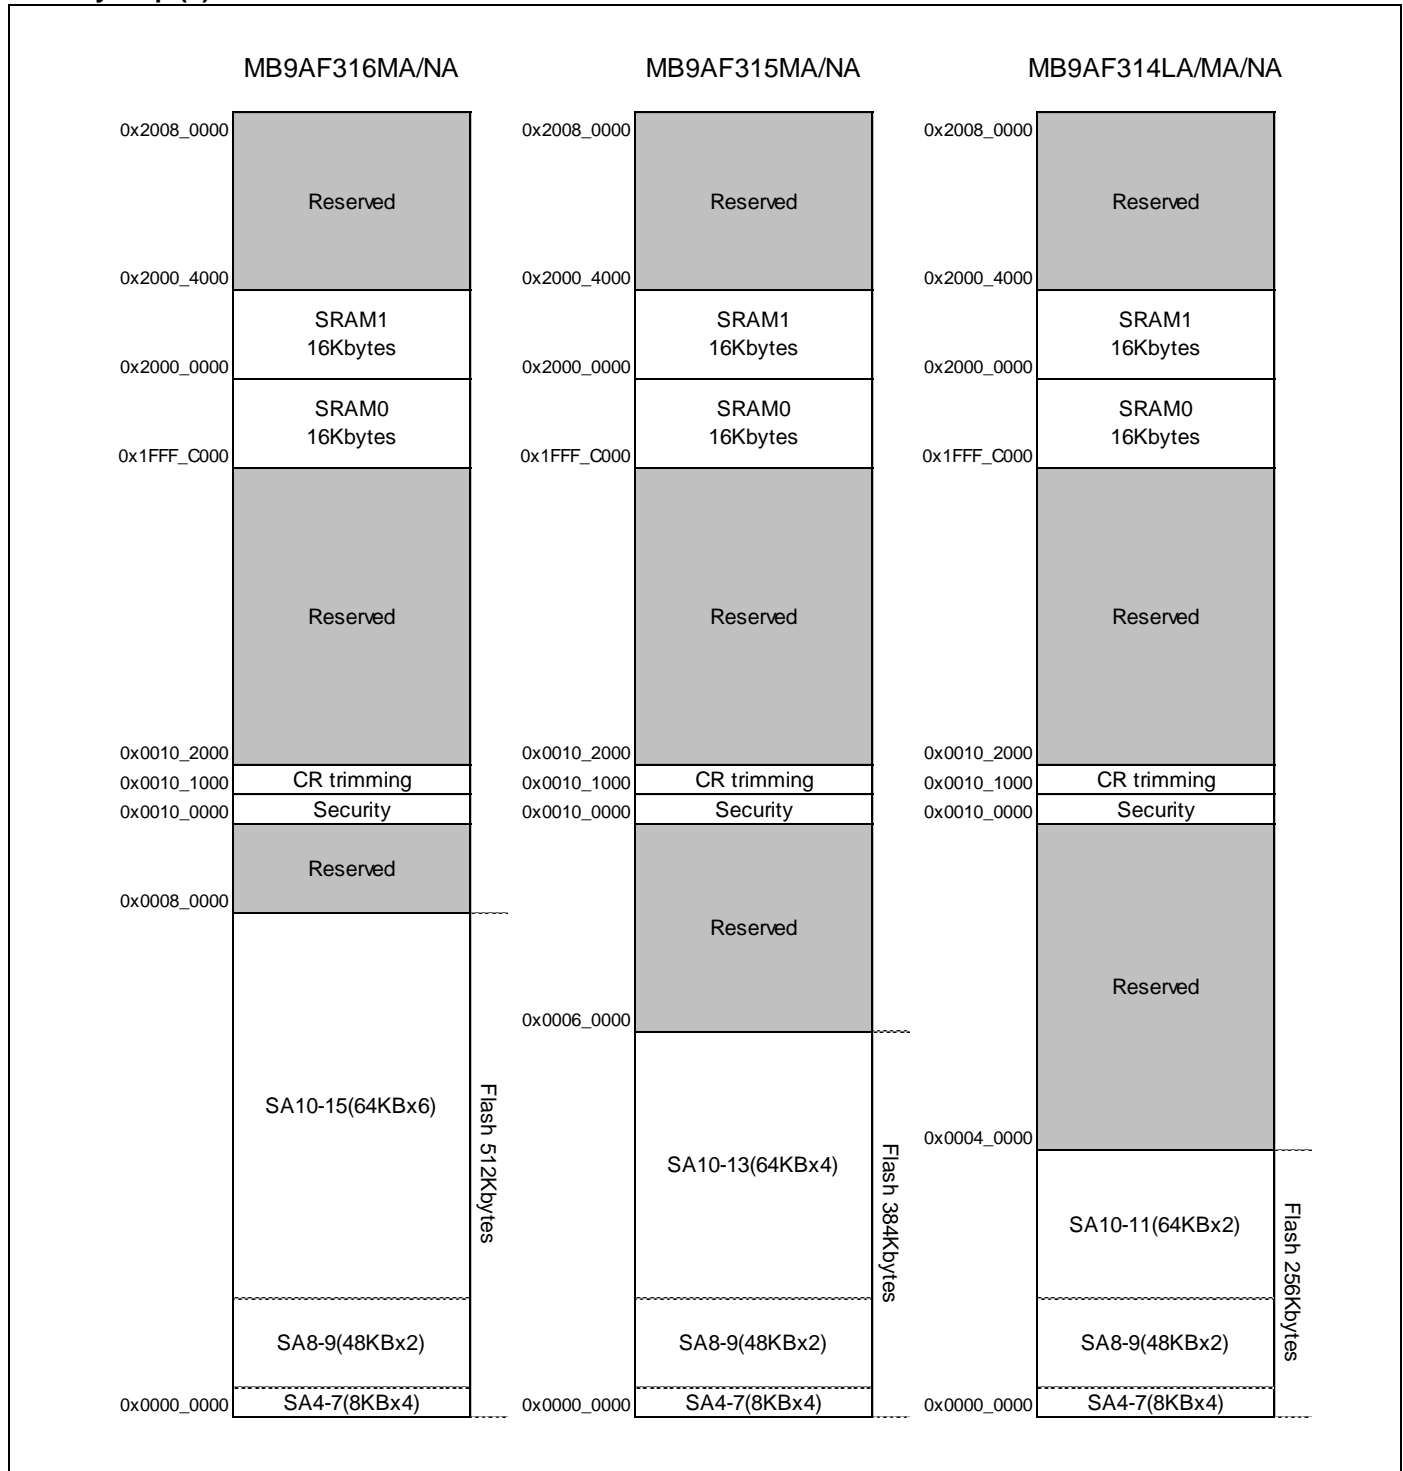 MB9AF316MA/NA
0x2008_0000
Reserved
0x2000_4000
SRAM1
16Kbytes
0x2000_0000
SRAM0
16Kbytes
0x1FFF_C000
Reserved
0x0010_2000
CR trimming
0x0010_1000
Security
0x0010_0000
Reserved
0x0008_0000
SA10-15(64KBx6)
Flash 512Kbytes
SA8-9(48KBx2)
SA4-7(8KBx4)
0x0000_0000
MB9AF315MA/NA
0x2008_0000
Reserved
0x2000_4000
SRAM1
16Kbytes
0x2000_0000
SRAM0
16Kbytes
0x1FFF_C000
Reserved
0x0010_2000
CR trimming
0x0010_1000
Security
0x0010_0000
Reserved
0x0006_0000
SA10-13(64KBx4)
Flash 384Kbytes
SA8-9(48KBx2)
SA4-7(8KBx4)
0x0000_0000
MB9AF314LA/MA/NA
0x2008_0000
Reserved
0x2000_4000
SRAM1
16Kbytes
0x2000_0000
SRAM0
16Kbytes
0x1FFF_C000
Reserved
0x0010_2000
CR trimming
0x0010_1000
Security
0x0010_0000
Reserved
0x0004_0000
SA10-11(64KBx2)
Flash 256Kbytes
SA8-9(48KBx2)
SA4-7(8KBx4)
0x0000_0000